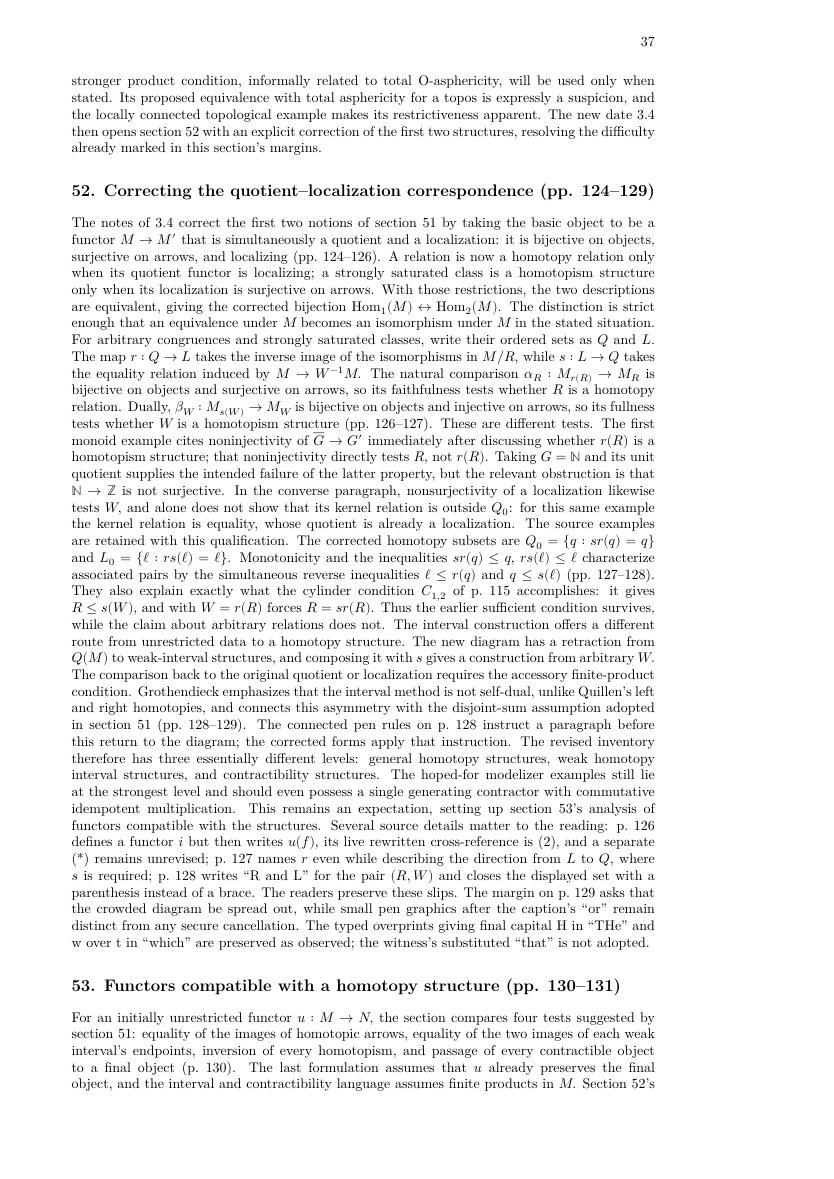 37
stronger product condition, informally related to total O-asphericity, will be used only when
stated. Its proposed equivalence with total asphericity for a topos is expressly a suspicion, and
the locally connected topological example makes its restrictiveness apparent. The new date 3.4
then opens section 52 with an explicit correction of the first two structures, resolving the difficulty
already marked in this section's margins.
52. Correcting the quotient–localization correspondence (pp. 124–129)
The notes of 3.4 correct the first two notions of section 51 by taking the basic object to be a
functor M → M′ that is simultaneously a quotient and a localization: it is bijective on objects,
surjective on arrows, and localizing (pp. 124–126). A relation is now a homotopy relation only
when its quotient functor is localizing; a strongly saturated class is a homotopism structure
only when its localization is surjective on arrows. With those restrictions, the two descriptions
are equivalent, giving the corrected bijection Hom₁(M) ↔ Hom₂(M). The distinction is strict
enough that an equivalence under M becomes an isomorphism under M in the stated situation.
For arbitrary congruences and strongly saturated classes, write their ordered sets as Q and L.
The map r : Q → L takes the inverse image of the isomorphisms in M/R, while s : L → Q takes
the equality relation induced by M → W⁻¹M. The natural comparison α_R : M_{r(R)} → M_R is
bijective on objects and surjective on arrows, so its faithfulness tests whether R is a homotopy
relation. Dually, β_W : M_{s(W)} → M_W is bijective on objects and injective on arrows, so its fullness
tests whether W is a homotopism structure (pp. 126–127). These are different tests. The first
monoid example cites noninjectivity of G̅ → G′ immediately after discussing whether r(R) is a
homotopism structure; that noninjectivity directly tests R, not r(R). Taking G = ℕ and its unit
quotient supplies the intended failure of the latter property, but the relevant obstruction is that
ℕ → ℤ is not surjective. In the converse paragraph, nonsurjectivity of a localization likewise
tests W, and alone does not show that its kernel relation is outside Q₀: for this same example
the kernel relation is equality, whose quotient is already a localization. The source examples
are retained with this qualification. The corrected homotopy subsets are Q₀ = {q : sr(q) = q}
and L₀ = {ℓ : rs(ℓ) = ℓ}. Monotonicity and the inequalities sr(q) ≤ q, rs(ℓ) ≤ ℓ characterize
associated pairs by the simultaneous reverse inequalities ℓ ≤ r(q) and q ≤ s(ℓ) (pp. 127–128).
They also explain exactly what the cylinder condition C_{1,2} of p. 115 accomplishes: it gives
R ≤ s(W), and with W = r(R) forces R = sr(R). Thus the earlier sufficient condition survives,
while the claim about arbitrary relations does not. The interval construction offers a different
route from unrestricted data to a homotopy structure. The new diagram has a retraction from
Q(M) to weak-interval structures, and composing it with s gives a construction from arbitrary W.
The comparison back to the original quotient or localization requires the accessory finite-product
condition. Grothendieck emphasizes that the interval method is not self-dual, unlike Quillen's left
and right homotopies, and connects this asymmetry with the disjoint-sum assumption adopted
in section 51 (pp. 128–129). The connected pen rules on p. 128 instruct a paragraph before
this return to the diagram; the corrected forms apply that instruction. The revised inventory
therefore has three essentially different levels: general homotopy structures, weak homotopy
interval structures, and contractibility structures. The hoped-for modelizer examples still lie
at the strongest level and should even possess a single generating contractor with commutative
idempotent multiplication. This remains an expectation, setting up section 53's analysis of
functors compatible with the structures. Several source details matter to the reading: p. 126
defines a functor i but then writes u(f), its live rewritten cross-reference is (2), and a separate
(*) remains unrevised; p. 127 names r even while describing the direction from L to Q, where
s is required; p. 128 writes “R and L” for the pair (R, W) and closes the displayed set with a
parenthesis instead of a brace. The readers preserve these slips. The margin on p. 129 asks that
the crowded diagram be spread out, while small pen graphics after the caption's “or” remain
distinct from any secure cancellation. The typed overprints giving final capital H in “THe” and
w over t in “which” are preserved as observed; the witness's substituted “that” is not adopted.
53. Functors compatible with a homotopy structure (pp. 130–131)
For an initially unrestricted functor u : M → N, the section compares four tests suggested by
section 51: equality of the images of homotopic arrows, equality of the two images of each weak
interval's endpoints, inversion of every homotopism, and passage of every contractible object
to a final object (p. 130). The last formulation assumes that u already preserves the final
object, and the interval and contractibility language assumes finite products in M. Section 52's